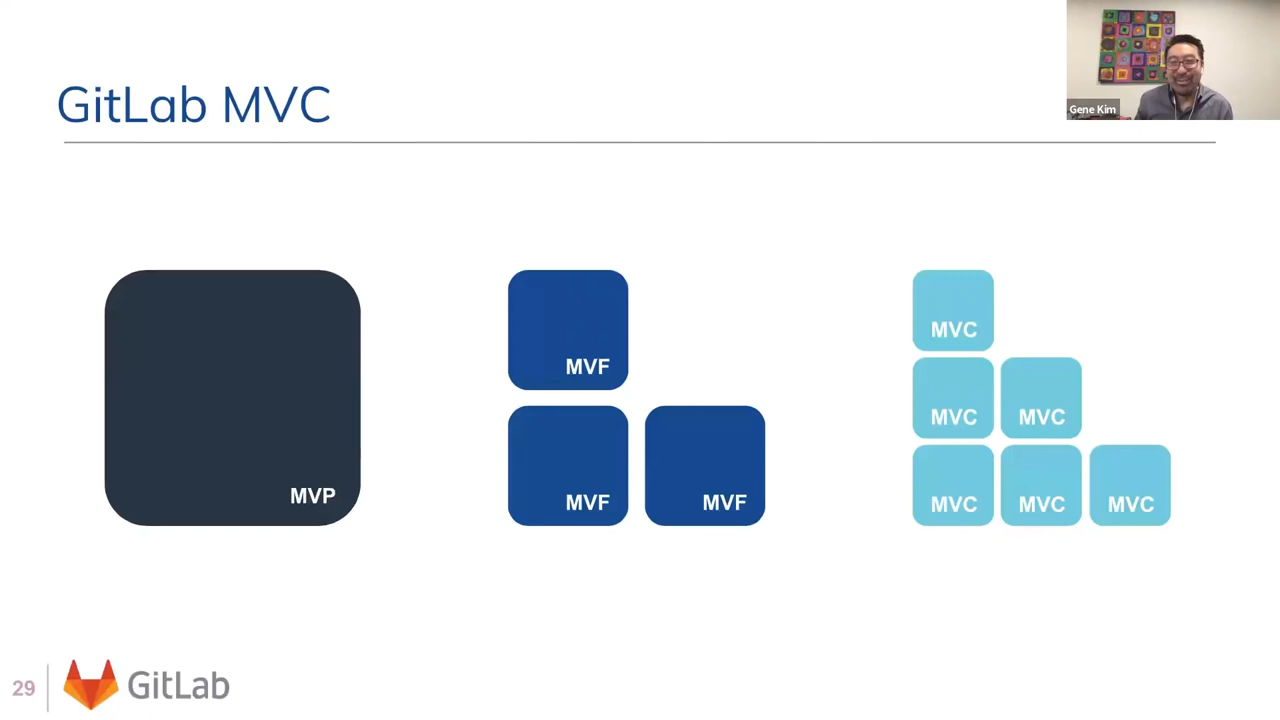 GitLab MVC
Gene Kim
MVP
MVF
MVF MVF
MVC
MVC MVC
MVC MVC MVC
29
GitLab